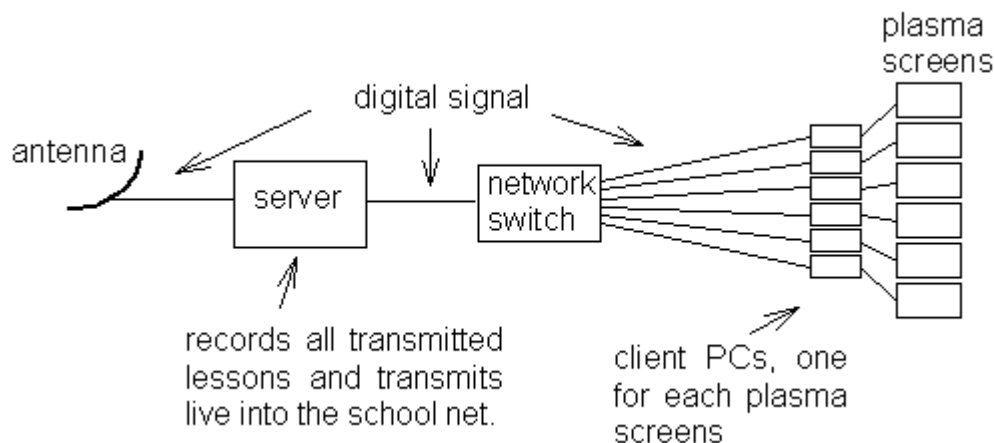 plasma
screens
digital signal
antenna
server
network
switch
records all transmitted
lessons and transmits
live into the school net.
client PCs, one
for each plasma
screens